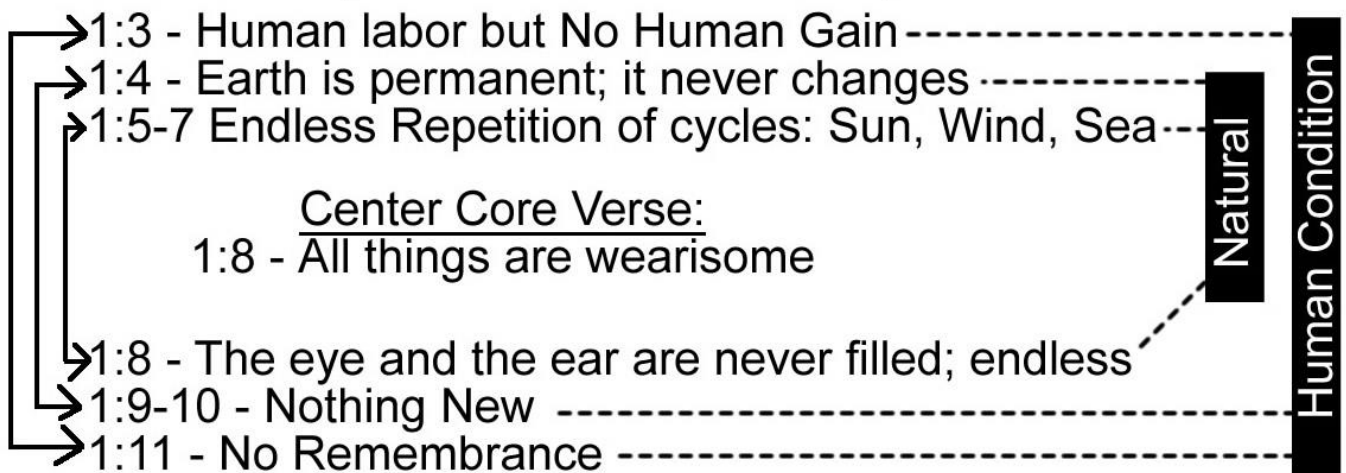 1:3 - Human labor but No Human Gain
1:4 - Earth is permanent; it never changes
1:5-7 Endless Repetition of cycles: Sun, Wind, Sea
Center Core Verse:
1:8 - All things are wearisome
1:8 - The eye and the ear are never filled; endless
1:9-10 - Nothing New
1:11 - No Remembrance
Natural
Human Condition